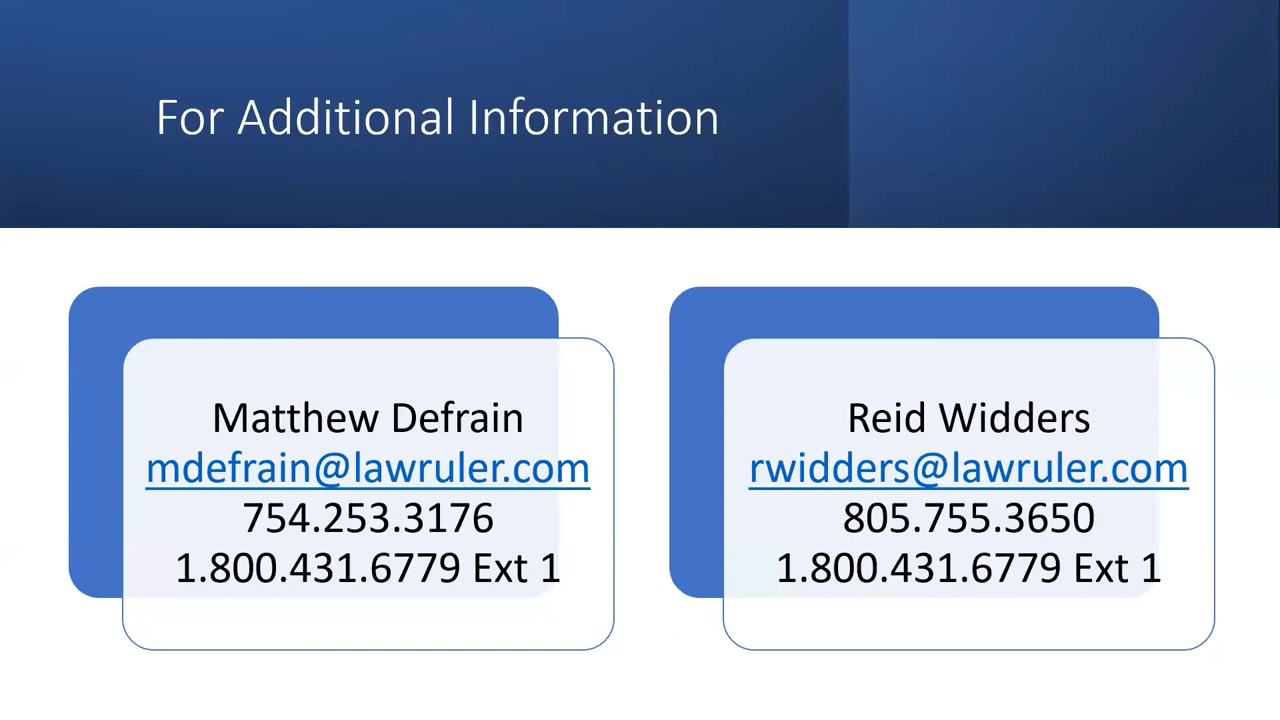 For Additional Information
Matthew Defrain
mdefrain@lawruler.com
754.253.3176
1.800.431.6779 Ext 1
Reid Widders
rwidders@lawruler.com
805.755.3650
1.800.431.6779 Ext 1